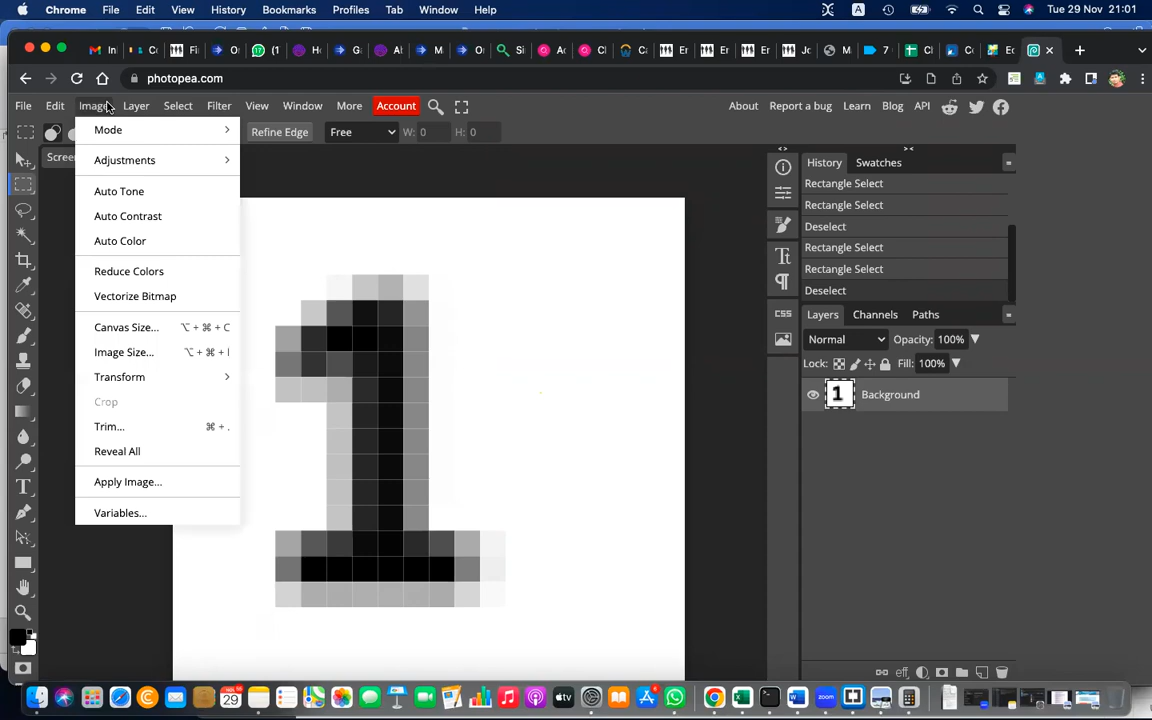 Chrome File Edit View History Bookmarks Profiles Tab Window Help A Tue 29 Nov 21:01
photopea.com
File Edit Image Layer Select Filter View Window More Account About Report a bug Learn Blog API
Refine Edge Free W: 0 H: 0
Mode
Adjustments
Auto Tone
Auto Contrast
Auto Color
Reduce Colors
Vectorize Bitmap
Canvas Size... ⌥ + ⌘ + C
Image Size... ⌥ + ⌘ + I
Transform
Crop
Trim... ⌘ + .
Reveal All
Apply Image...
Variables...
1
History Swatches
Rectangle Select
Rectangle Select
Deselect
Rectangle Select
Rectangle Select
Deselect
Layers Channels Paths
Normal Opacity: 100%
Lock: Fill: 100%
1 Background
CSS
eff